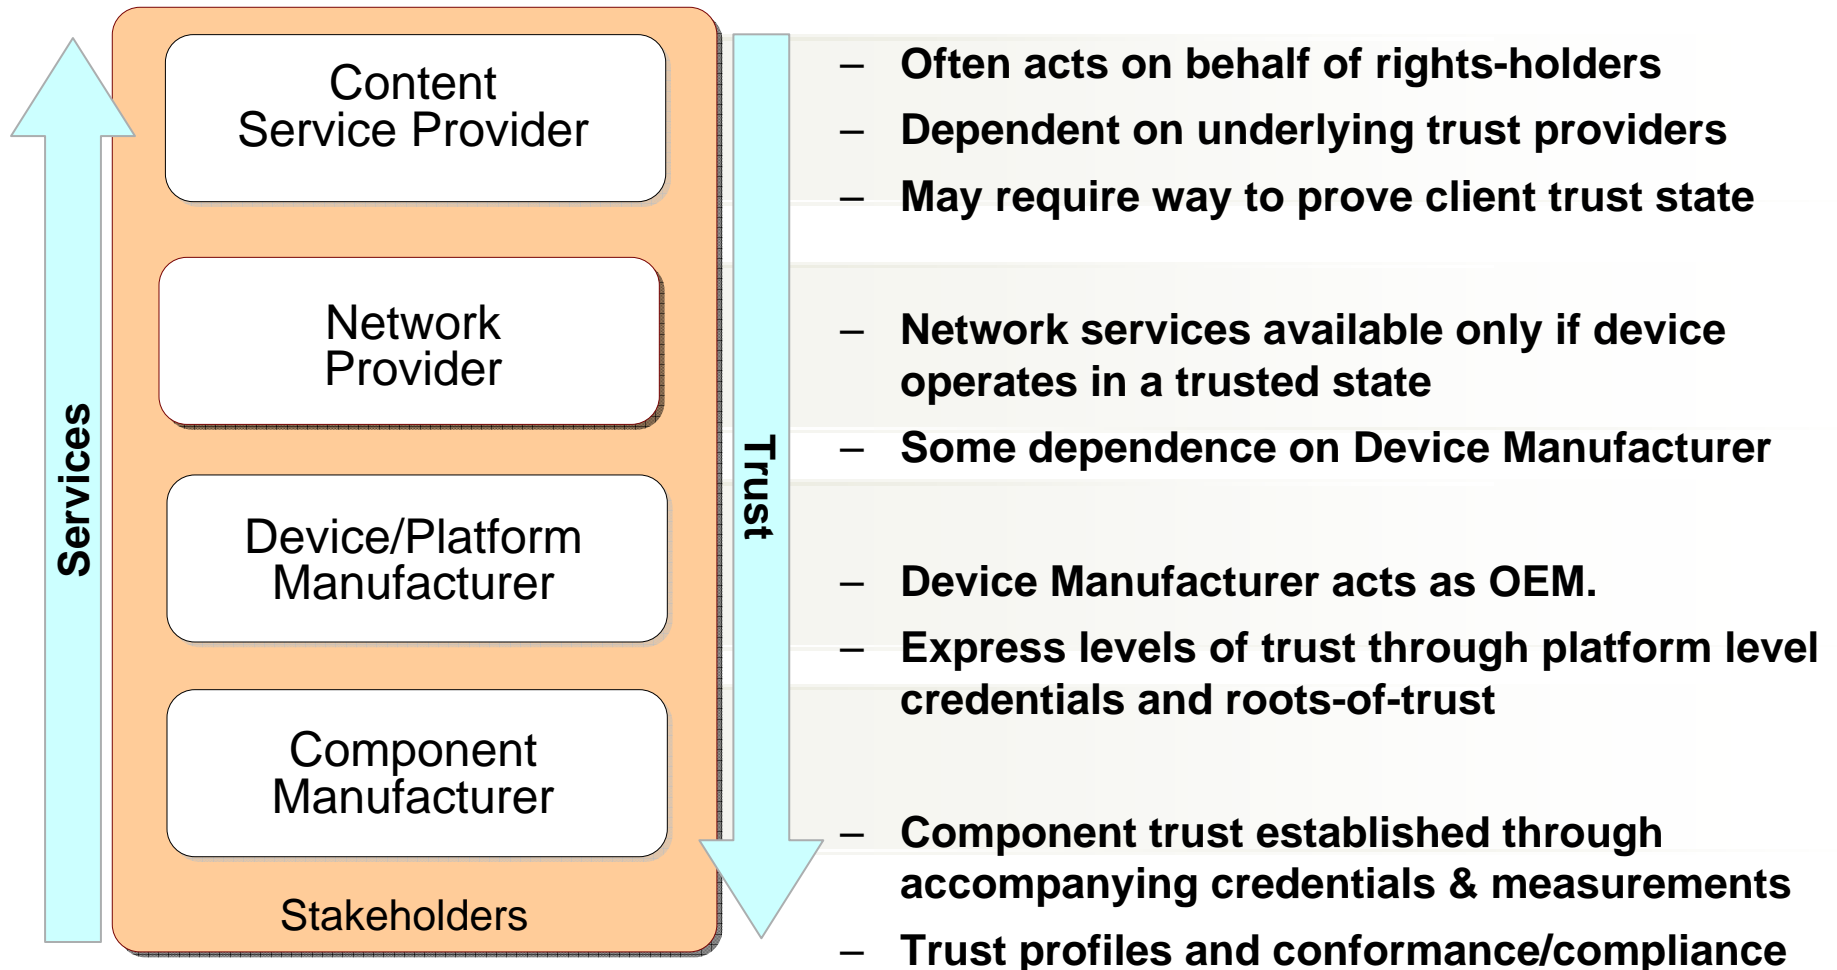 Services
Content
Service Provider
Network
Provider
Device/Platform
Manufacturer
Component
Manufacturer
Stakeholders
Trust
– Often acts on behalf of rights-holders
– Dependent on underlying trust providers
– May require way to prove client trust state
– Network services available only if device
operates in a trusted state
– Some dependence on Device Manufacturer
– Device Manufacturer acts as OEM.
– Express levels of trust through platform level
credentials and roots-of-trust
– Component trust established through
accompanying credentials & measurements
– Trust profiles and conformance/compliance